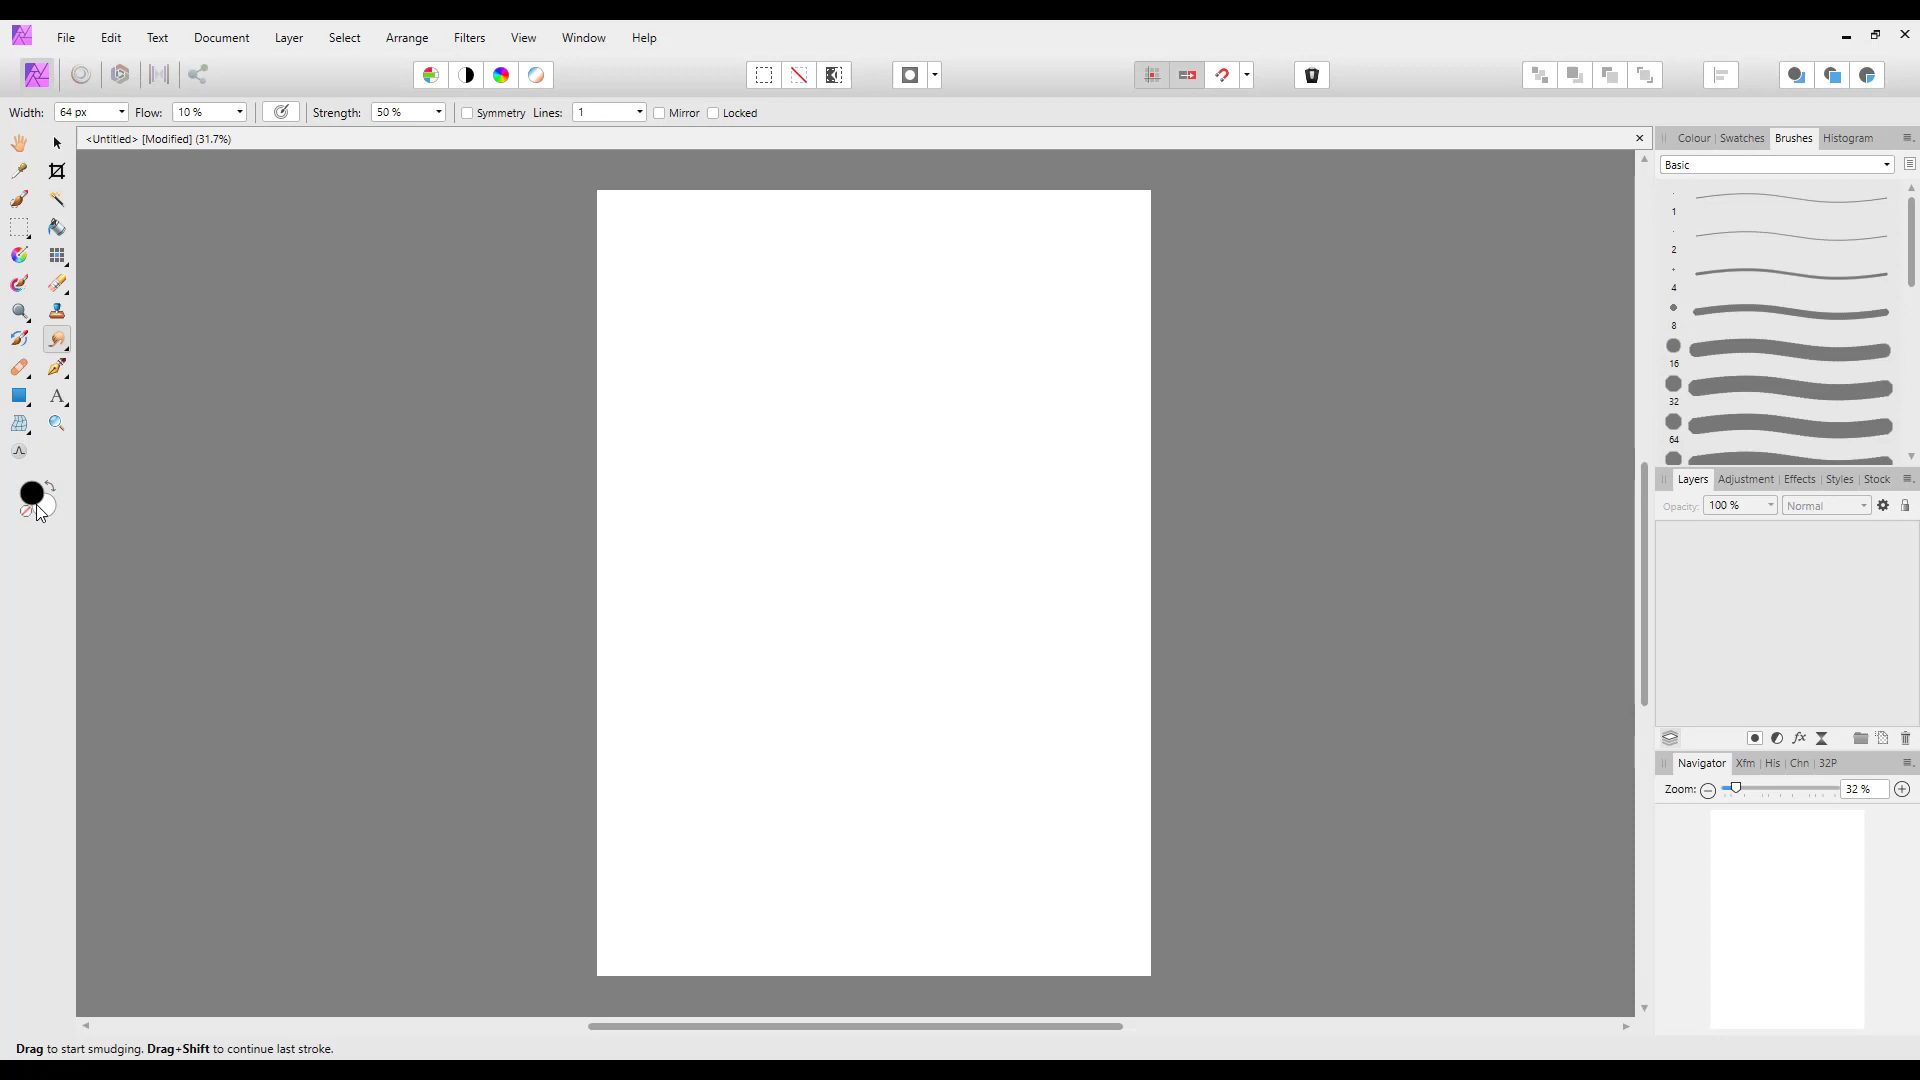 File Edit Text Document Layer Select Arrange Filters View Window Help
Width: 64 px Flow: 10 % Strength: 50 % Symmetry Lines: 1 Mirror Locked
<Untitled> [Modified] (31.7%)
Colour Swatches Brushes Histogram
Basic
1
2
4
8
16
32
64
Layers Adjustment Effects Styles Stock
Opacity: 100 % Normal
fx
Navigator Xfm His Chn 32P
Zoom: 32 %
Drag to start smudging. Drag+Shift to continue last stroke.